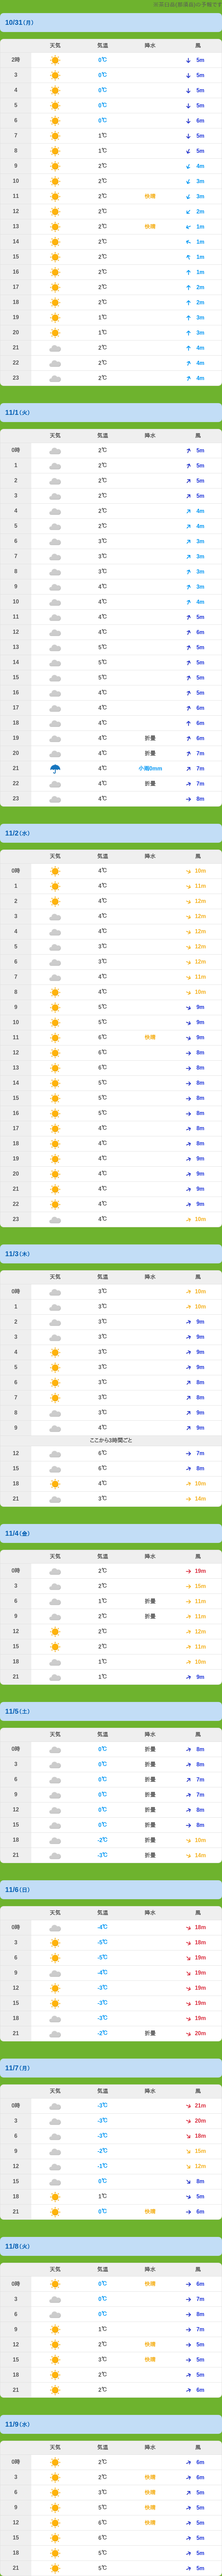 10/31(月)
天気 気温 降水 風
2時 0℃ 5m
3 0℃ 5m
4 0℃ 5m
5 0℃ 5m
6 0℃ 6m
7 1℃ 5m
8 1℃ 5m
9 2℃ 4m
10 2℃ 3m
11 2℃ 快晴 3m
12 2℃ 2m
13 2℃ 快晴 1m
14 2℃ 1m
15 2℃ 1m
16 2℃ 1m
17 2℃ 2m
18 2℃ 2m
19 1℃ 3m
20 1℃ 3m
21 2℃ 4m
22 2℃ 4m
23 2℃ 4m
11/1(火)
天気 気温 降水 風
0時 2℃ 5m
1 2℃ 5m
2 2℃ 5m
3 2℃ 5m
4 2℃ 4m
5 2℃ 4m
6 3℃ 3m
7 3℃ 3m
8 3℃ 3m
9 4℃ 3m
10 4℃ 4m
11 4℃ 5m
12 4℃ 6m
13 5℃ 5m
14 5℃ 5m
15 5℃ 5m
16 4℃ 5m
17 4℃ 6m
18 4℃ 6m
19 4℃ 折曇 6m
20 4℃ 折曇 7m
21 4℃ 小雨0mm 7m
22 4℃ 折曇 7m
23 4℃ 8m
11/2(水)
天気 気温 降水 風
0時 4℃ 10m
1 4℃ 11m
2 4℃ 12m
3 4℃ 12m
4 4℃ 12m
5 3℃ 12m
6 3℃ 12m
7 4℃ 11m
8 4℃ 10m
9 5℃ 9m
10 5℃ 9m
11 6℃ 快晴 9m
12 6℃ 8m
13 6℃ 8m
14 5℃ 8m
15 5℃ 8m
16 5℃ 8m
17 4℃ 8m
18 4℃ 8m
19 4℃ 9m
20 4℃ 9m
21 4℃ 9m
22 4℃ 9m
23 4℃ 10m
11/3(木)
天気 気温 降水 風
0時 3℃ 10m
1 3℃ 10m
2 3℃ 9m
3 3℃ 9m
4 3℃ 9m
5 3℃ 9m
6 3℃ 8m
7 3℃ 8m
8 3℃ 9m
9 4℃ 9m
ここから3時間ごと
12 6℃ 7m
15 6℃ 8m
18 4℃ 10m
21 3℃ 14m
11/4(金)
天気 気温 降水 風
0時 2℃ 19m
3 2℃ 15m
6 1℃ 折曇 11m
9 2℃ 折曇 11m
12 2℃ 12m
15 2℃ 11m
18 1℃ 10m
21 1℃ 9m
11/5(土)
天気 気温 降水 風
0時 0℃ 折曇 8m
3 0℃ 折曇 8m
6 0℃ 折曇 7m
9 0℃ 折曇 7m
12 0℃ 折曇 8m
15 0℃ 折曇 8m
18 -2℃ 折曇 10m
21 -3℃ 折曇 14m
11/6(日)
天気 気温 降水 風
0時 -4℃ 18m
3 -5℃ 18m
6 -5℃ 19m
9 -4℃ 19m
12 -3℃ 19m
15 -3℃ 19m
18 -3℃ 19m
21 -2℃ 折曇 20m
11/7(月)
天気 気温 降水 風
0時 -3℃ 21m
3 -3℃ 20m
6 -3℃ 18m
9 -2℃ 15m
12 -1℃ 12m
15 0℃ 8m
18 1℃ 5m
21 0℃ 快晴 6m
11/8(火)
天気 気温 降水 風
0時 0℃ 快晴 6m
3 0℃ 7m
6 0℃ 8m
9 1℃ 7m
12 2℃ 快晴 5m
15 3℃ 快晴 5m
18 2℃ 5m
21 2℃ 6m
11/9(水)
天気 気温 降水 風
0時 2℃ 6m
3 2℃ 快晴 6m
6 3℃ 快晴 5m
9 5℃ 快晴 5m
12 6℃ 快晴 5m
15 6℃ 5m
18 5℃ 5m
21 5℃ 5m